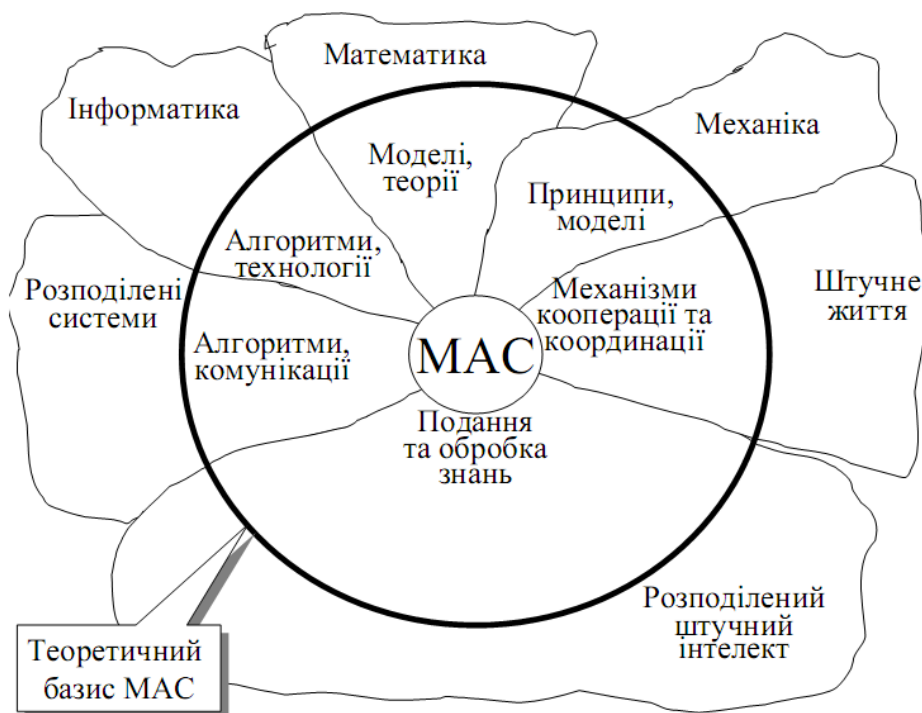 Математика
Інформатика
Механіка
Моделі,
теорії
Принципи,
моделі
Алгоритми,
технології
Розподілені
системи
Механізми
кооперації та
координації
Штучне
життя
Алгоритми,
комунікації
МАС
Подання
та обробка
знань
Розподілений
штучний
інтелект
Теоретичний
базис МАС